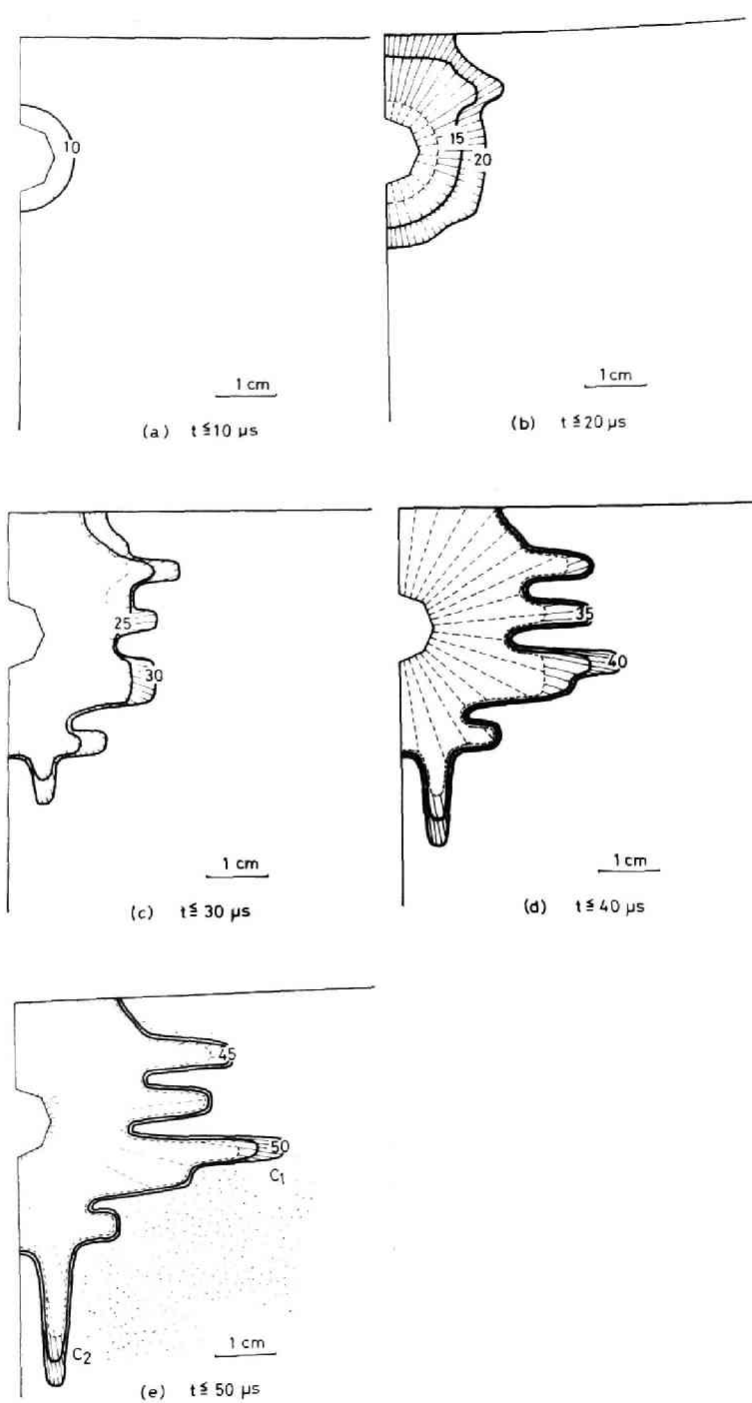 10
1 cm
(a) t ≦ 10 µs
15
20
1 cm
(b) t ≦ 20 µs
25
30
1 cm
(c) t ≦ 30 µs
35
40
1 cm
(d) t ≦ 40 µs
45
50
C1
C2
1 cm
(e) t ≦ 50 µs